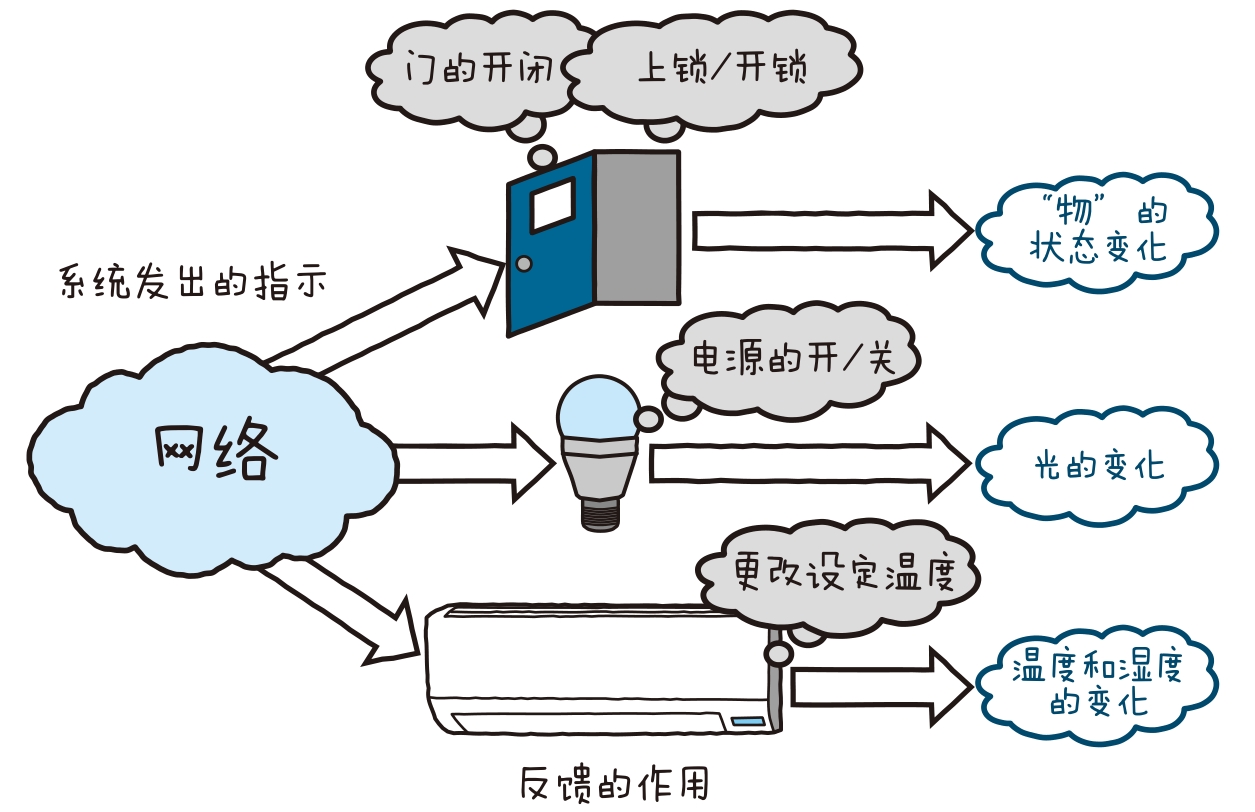 门的开闭
上锁/开锁
“物”的
状态变化
系统发出的指示
电源的开/关
网络
光的变化
更改设定温度
温度和湿度
的变化
反馈的作用